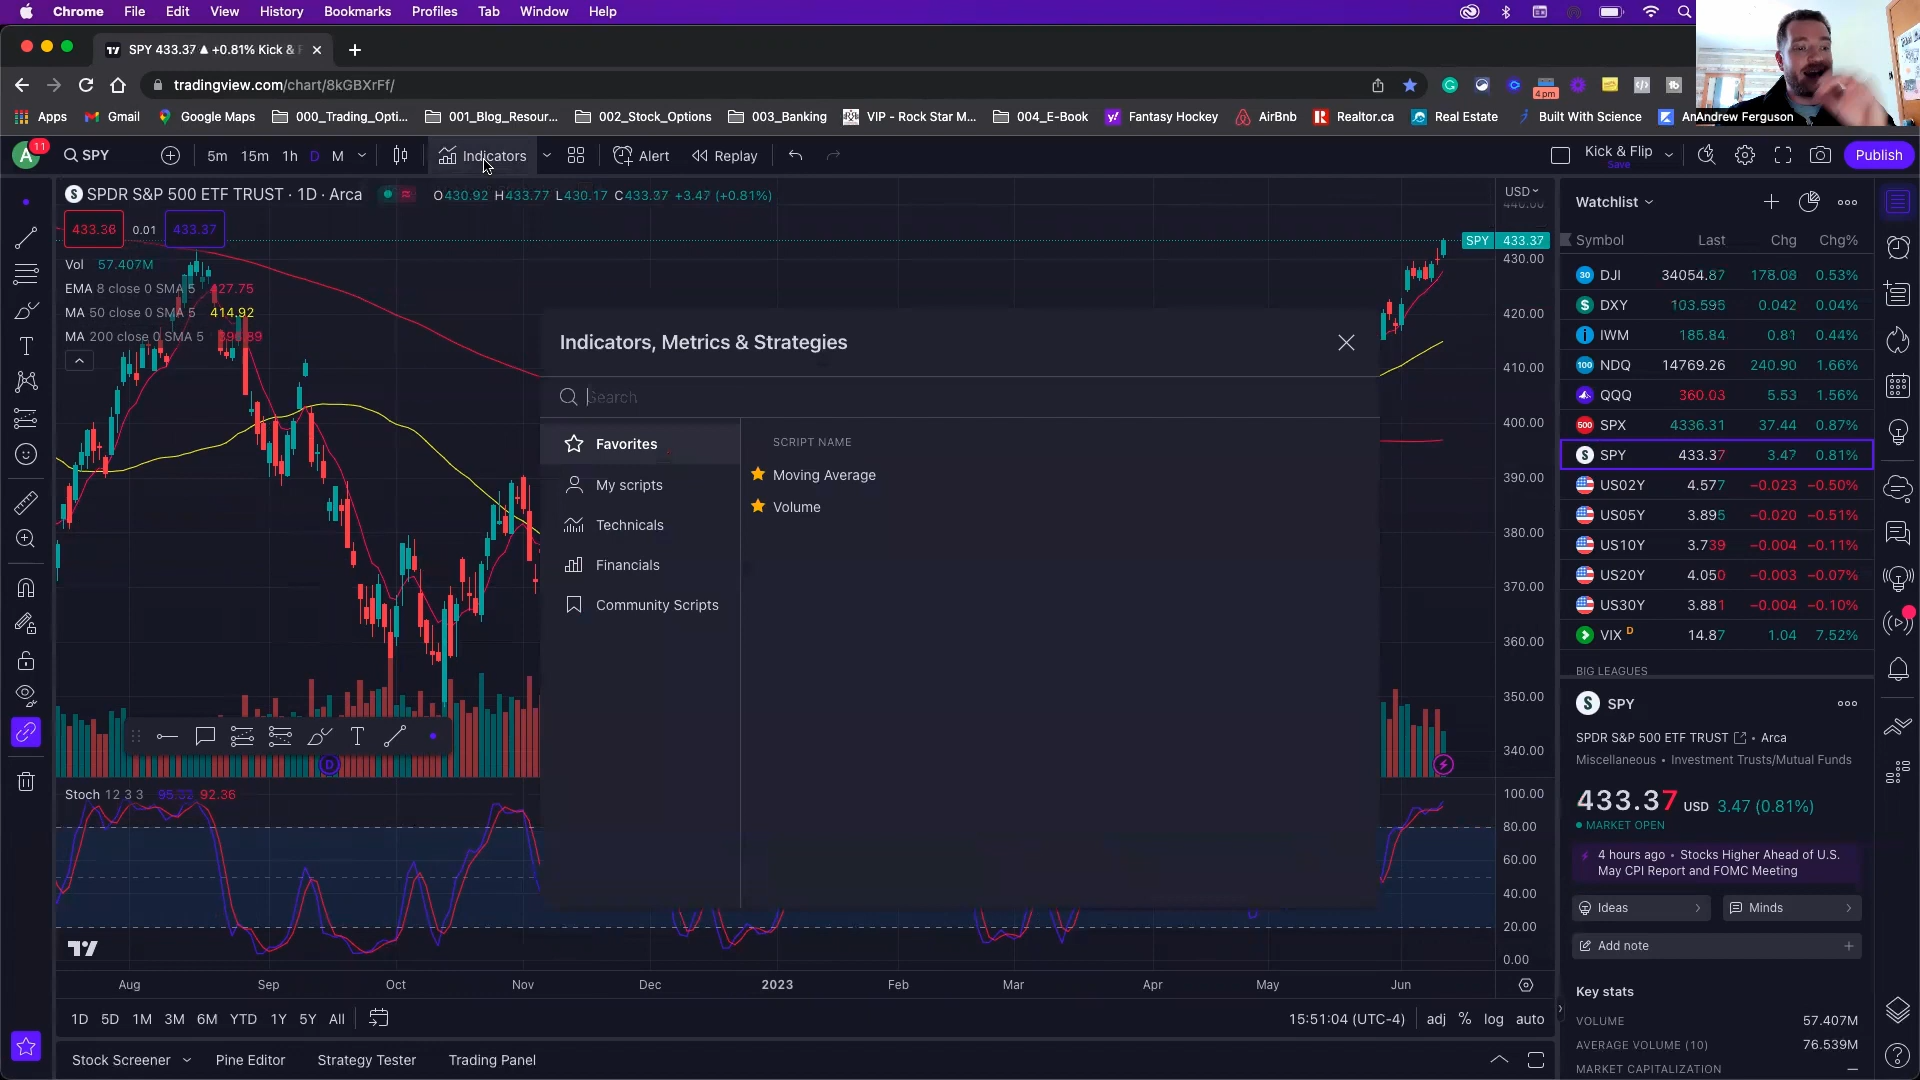 Chrome File Edit View History Bookmarks Profiles Tab Window Help
SPY 433.37 ▲ +0.81% Kick & F
tradingview.com/chart/8kGBXrFf/
4 pm
Apps Gmail Google Maps 000_Trading_Opti... 001_Blog_Resour... 002_Stock_Options 003_Banking VIP - Rock Star M... 004_E-Book Fantasy Hockey AirBnb Realtor.ca Real Estate Built With Science
Andrew Ferguson
A 11 SPY 5m 15m 1h D M Indicators Alert Replay Kick & Flip Save Publish
SPDR S&P 500 ETF TRUST · 1D · Arca O430.92 H433.77 L430.17 C433.37 +3.47 (+0.81%)
USD
440.00
433.36 0.01 433.37
SPY 433.37
Vol 57.407M
430.00
EMA 8 close 0 SMA 5 427.75
MA 50 close 0 SMA 5 414.92
420.00
MA 200 close 0 SMA 5
410.00
400.00
390.00
380.00
370.00
360.00
350.00
340.00
Indicators, Metrics & Strategies
Search
Favorites
My scripts
Technicals
Financials
Community Scripts
SCRIPT NAME
Moving Average
Volume
D
Stoch 12 3 3 92.36
100.00
80.00
60.00
40.00
20.00
0.00
Aug Sep Oct Nov Dec 2023 Feb Mar Apr May Jun
1D 5D 1M 3M 6M YTD 1Y 5Y All 15:51:04 (UTC-4) adj % log auto
Stock Screener Pine Editor Strategy Tester Trading Panel
Watchlist
Symbol Last Chg Chg%
30 DJI 34054.87 178.08 0.53%
DXY 103.595 0.042 0.04%
IWM 185.84 0.81 0.44%
100 NDQ 14769.26 240.90 1.66%
QQQ 360.03 5.53 1.56%
500 SPX 4336.31 37.44 0.87%
SPY 433.37 3.47 0.81%
US02Y 4.577 −0.023 −0.50%
US05Y 3.895 −0.020 −0.51%
US10Y 3.739 −0.004 −0.11%
US20Y 4.050 −0.003 −0.07%
US30Y 3.881 −0.004 −0.10%
VIX D 14.87 1.04 7.52%
BIG LEAGUES
SPY
SPDR S&P 500 ETF TRUST • Arca
Miscellaneous • Investment Trusts/Mutual Funds
433.37 USD 3.47 (0.81%)
MARKET OPEN
4 hours ago • Stocks Higher Ahead of U.S.
May CPI Report and FOMC Meeting
Ideas Minds
Add note
Key stats
VOLUME 57.407M
AVERAGE VOLUME (10) 76.539M
MARKET CAPITALIZATION —